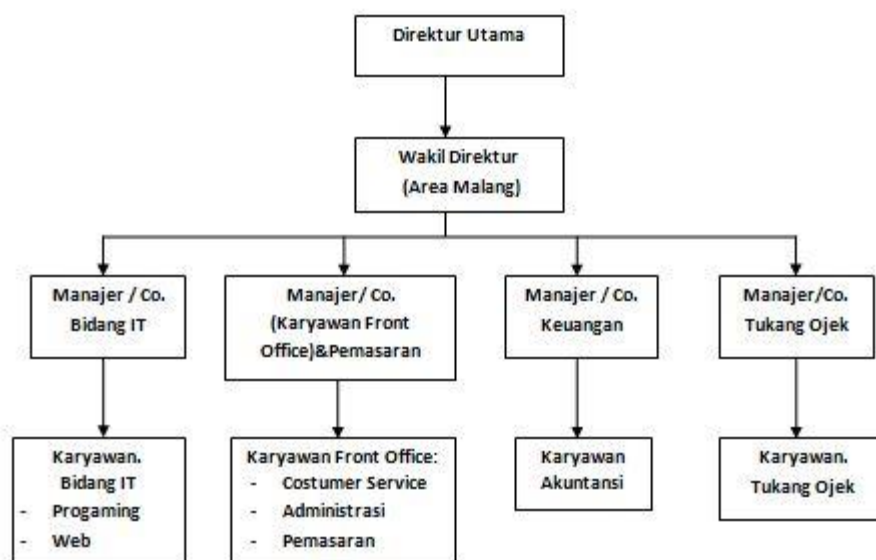 Direktur Utama
Wakil Direktur
(Area Malang)
Manajer / Co.
Bidang IT
Manajer/ Co.
(Karyawan Front
Office)&Pemasaran
Manajer / Co.
Keuangan
Manajer/Co.
Tukang Ojek
Karyawan.
Bidang IT
- Progaming
- Web
Karyawan Front Office:
- Costumer Service
- Administrasi
- Pemasaran
Karyawan
Akuntansi
Karyawan.
Tukang Ojek